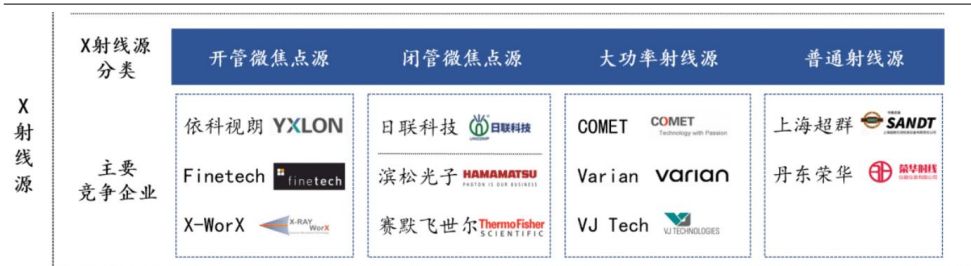 X射线源
X射线源
分类
开管微焦点源
闭管微焦点源
大功率射线源
普通射线源
主要
竞争企业
依科视朗 YXLON
Finetech finetech
X-WorX X-RAY WorX
日联科技 日联科技
滨松光子 HAMAMATSU
PHOTON IS OUR BUSINESS
赛默飞世尔 ThermoFisher
SCIENTIFIC
COMET COMET
Technology with Passion
Varian varian
VJ Tech VJ TECHNOLOGIES
上海超群 SANDT
丹东荣华 荣华射线